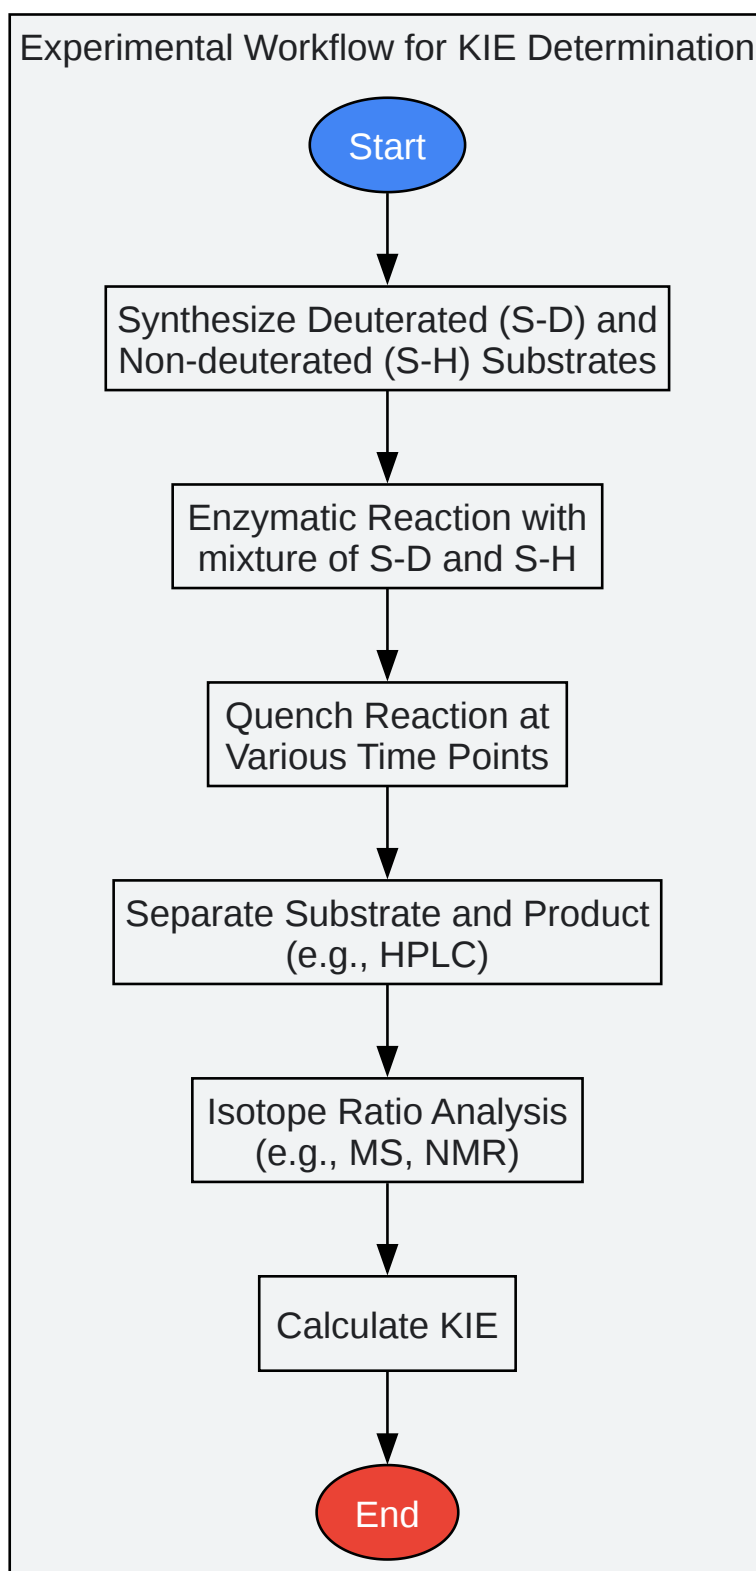 Experimental Workflow for KIE Determination
Start
Synthesize Deuterated (S-D) and
Non-deuterated (S-H) Substrates
Enzymatic Reaction with
mixture of S-D and S-H
Quench Reaction at
Various Time Points
Separate Substrate and Product
(e.g., HPLC)
Isotope Ratio Analysis
(e.g., MS, NMR)
Calculate KIE
End